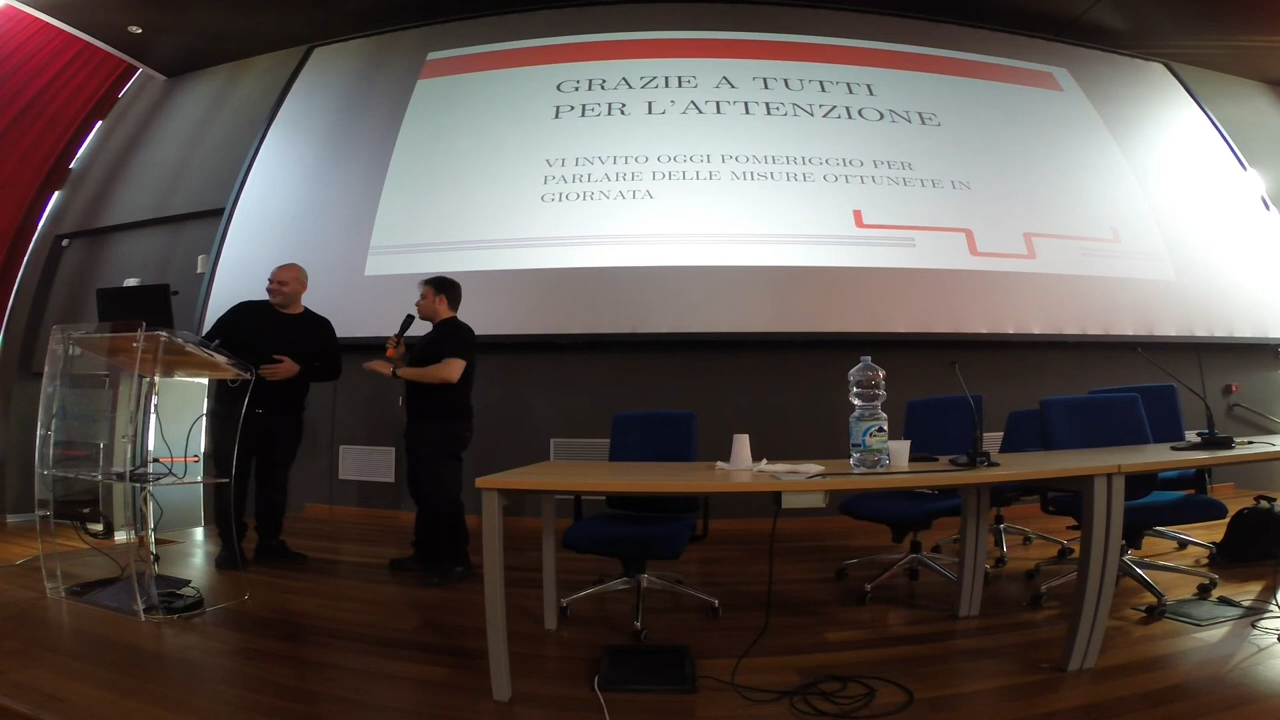 GRAZIE A TUTTI
PER L'ATTENZIONE
VI INVITO OGGI POMERIGGIO PER
PARLARE DELLE MISURE OTTUNETE IN
GIORNATA